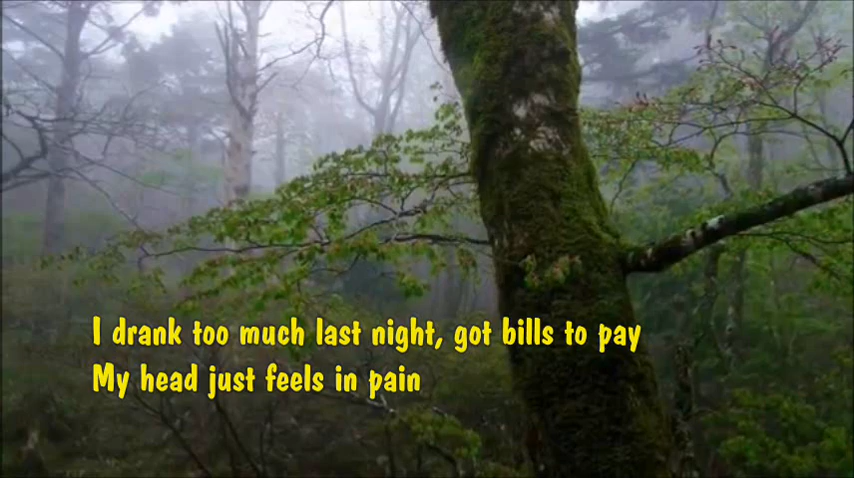 I drank too much last night, got bills to pay
My head just feels in pain